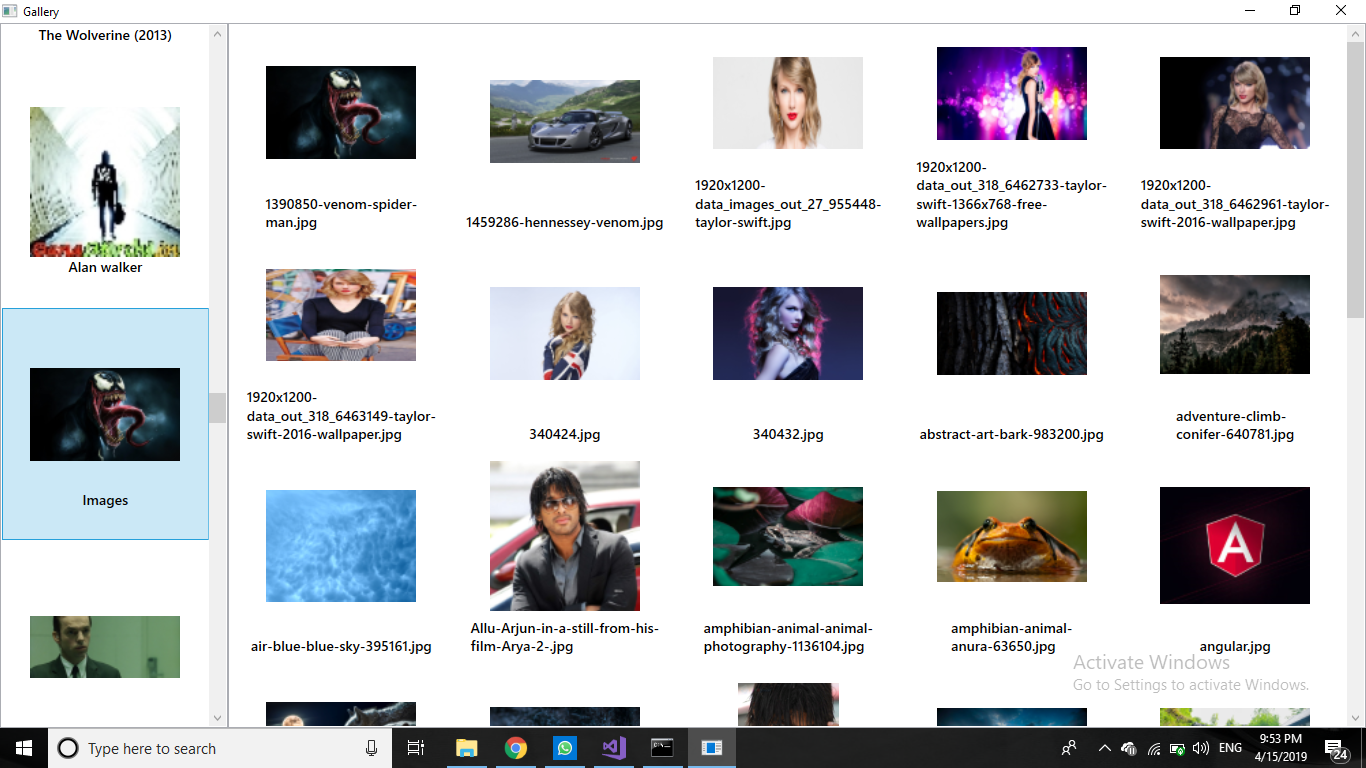 Gallery
The Wolverine (2013)
Alan walker
Images
1390850-venom-spider-
man.jpg
1459286-hennessey-venom.jpg
1920x1200-
data_images_out_27_955448-
taylor-swift.jpg
1920x1200-
data_out_318_6462733-taylor-
swift-1366x768-free-
wallpapers.jpg
1920x1200-
data_out_318_6462961-taylor-
swift-2016-wallpaper.jpg
1920x1200-
data_out_318_6463149-taylor-
swift-2016-wallpaper.jpg
340424.jpg
340432.jpg
abstract-art-bark-983200.jpg
adventure-climb-
conifer-640781.jpg
air-blue-blue-sky-395161.jpg
Allu-Arjun-in-a-still-from-his-
film-Arya-2-.jpg
amphibian-animal-animal-
photography-1136104.jpg
amphibian-animal-
anura-63650.jpg
A
angular.jpg
Activate Windows
Go to Settings to activate Windows.
Type here to search
ENG
9:53 PM
4/15/2019
24